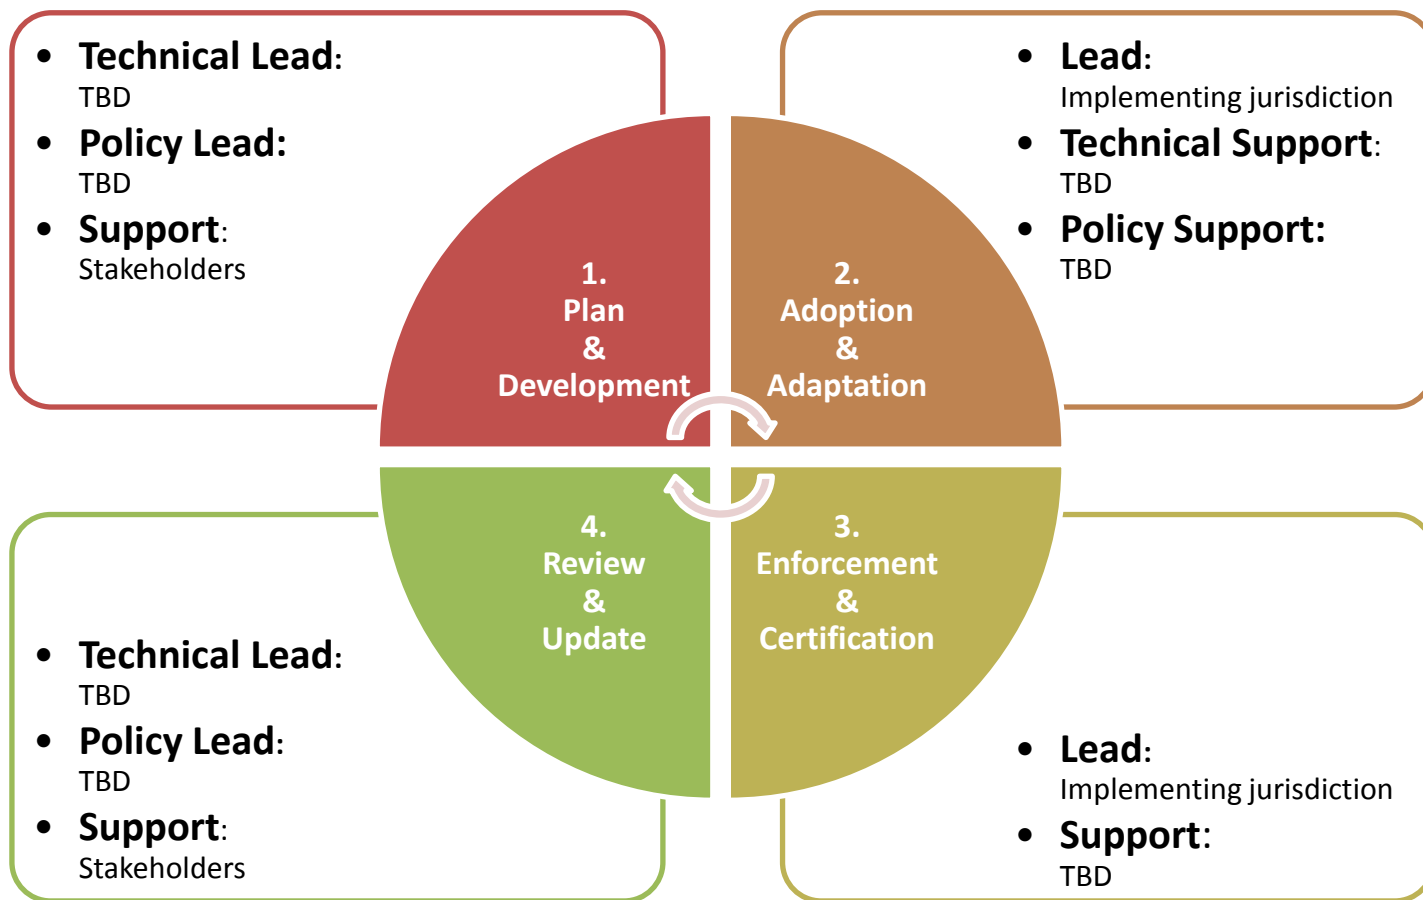 • Technical Lead:
TBD
• Policy Lead:
TBD
• Support:
Stakeholders
• Lead:
Implementing jurisdiction
• Technical Support:
TBD
• Policy Support:
TBD
1.
Plan
&
Development
2.
Adoption
&
Adaptation
4.
Review
&
Update
3.
Enforcement
&
Certification
• Technical Lead:
TBD
• Policy Lead:
TBD
• Support:
Stakeholders
• Lead:
Implementing jurisdiction
• Support:
TBD